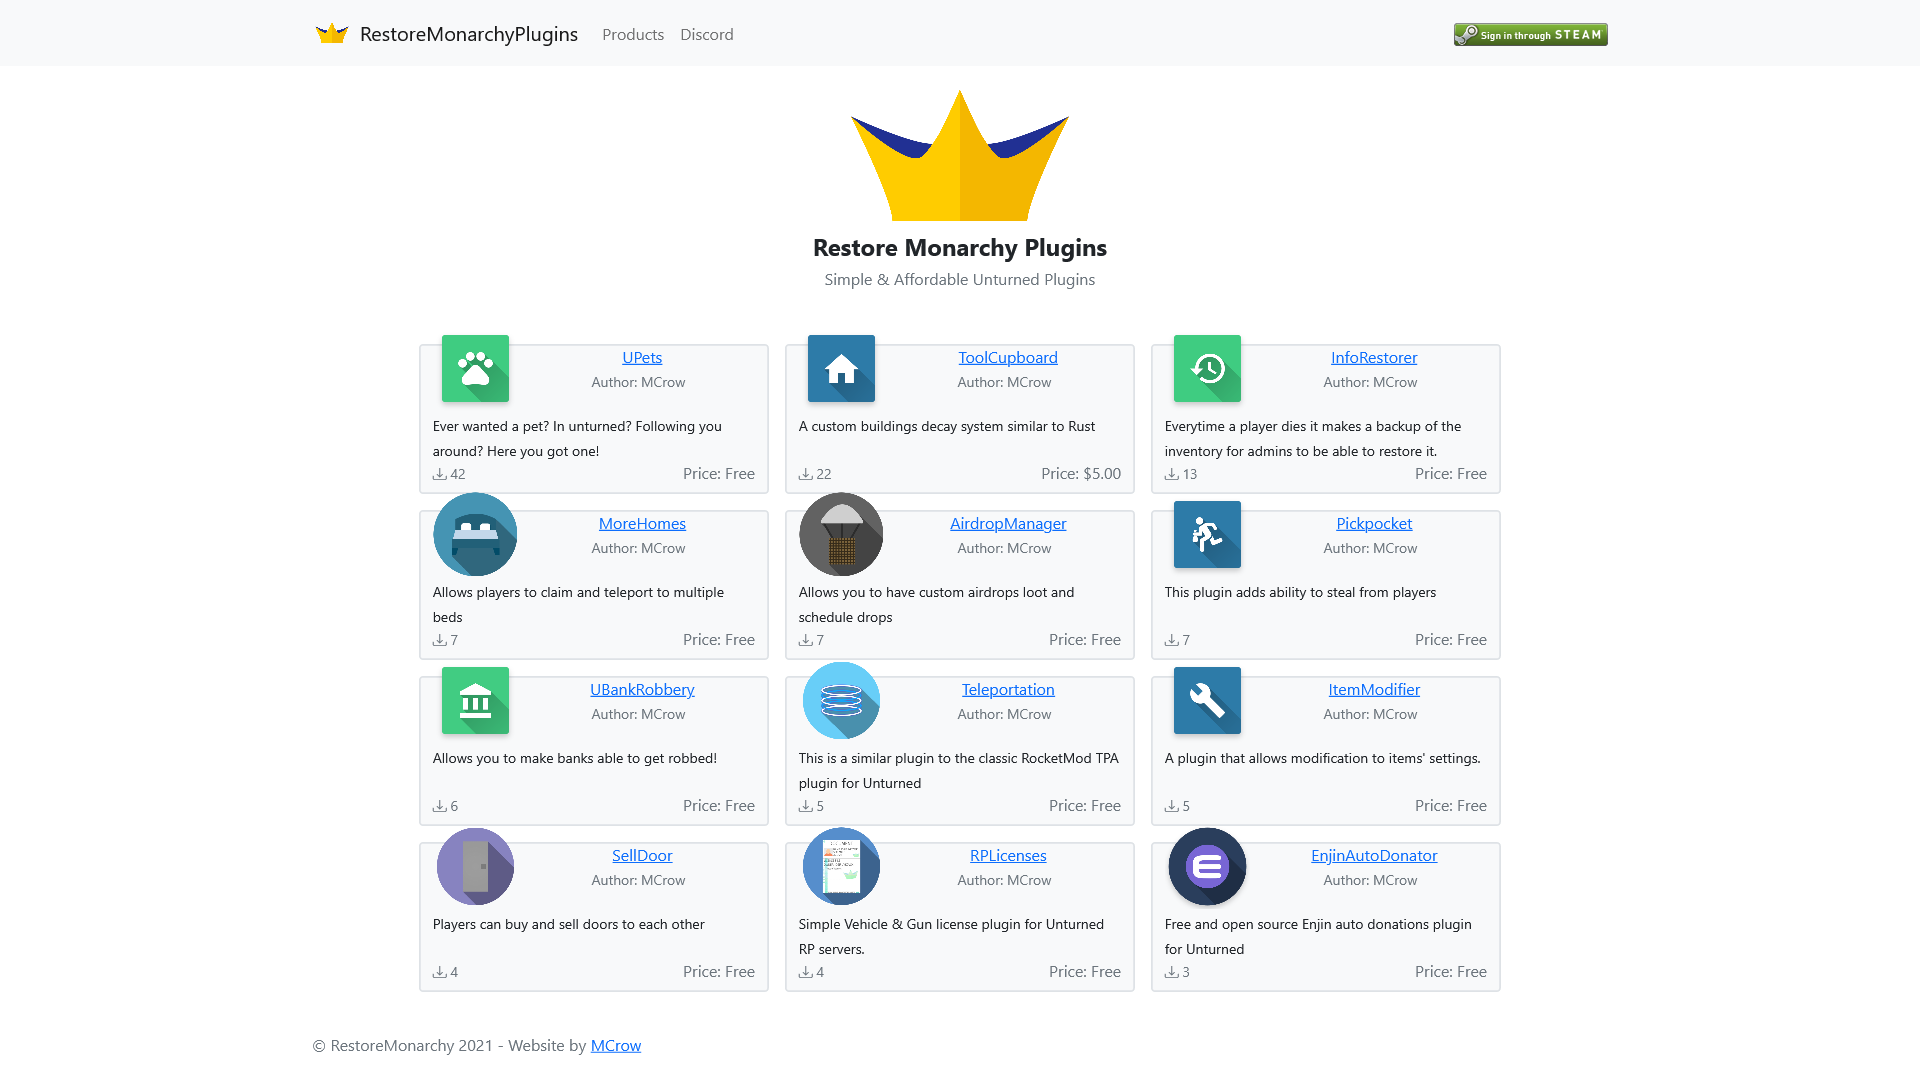 RestoreMonarchyPlugins Products Discord Sign in through STEAM
Restore Monarchy Plugins
Simple & Affordable Unturned Plugins
UPets
Author: MCrow
Ever wanted a pet? In unturned? Following you
around? Here you got one!
42 Price: Free
ToolCupboard
Author: MCrow
A custom buildings decay system similar to Rust
22 Price: $5.00
InfoRestorer
Author: MCrow
Everytime a player dies it makes a backup of the
inventory for admins to be able to restore it.
13 Price: Free
MoreHomes
Author: MCrow
Allows players to claim and teleport to multiple
beds
7 Price: Free
AirdropManager
Author: MCrow
Allows you to have custom airdrops loot and
schedule drops
7 Price: Free
Pickpocket
Author: MCrow
This plugin adds ability to steal from players
7 Price: Free
UBankRobbery
Author: MCrow
Allows you to make banks able to get robbed!
6 Price: Free
Teleportation
Author: MCrow
This is a similar plugin to the classic RocketMod TPA
plugin for Unturned
5 Price: Free
ItemModifier
Author: MCrow
A plugin that allows modification to items' settings.
5 Price: Free
SellDoor
Author: MCrow
Players can buy and sell doors to each other
4 Price: Free
RPLicenses
Author: MCrow
Simple Vehicle & Gun license plugin for Unturned
RP servers.
4 Price: Free
EnjinAutoDonator
Author: MCrow
Free and open source Enjin auto donations plugin
for Unturned
3 Price: Free
© RestoreMonarchy 2021 - Website by MCrow